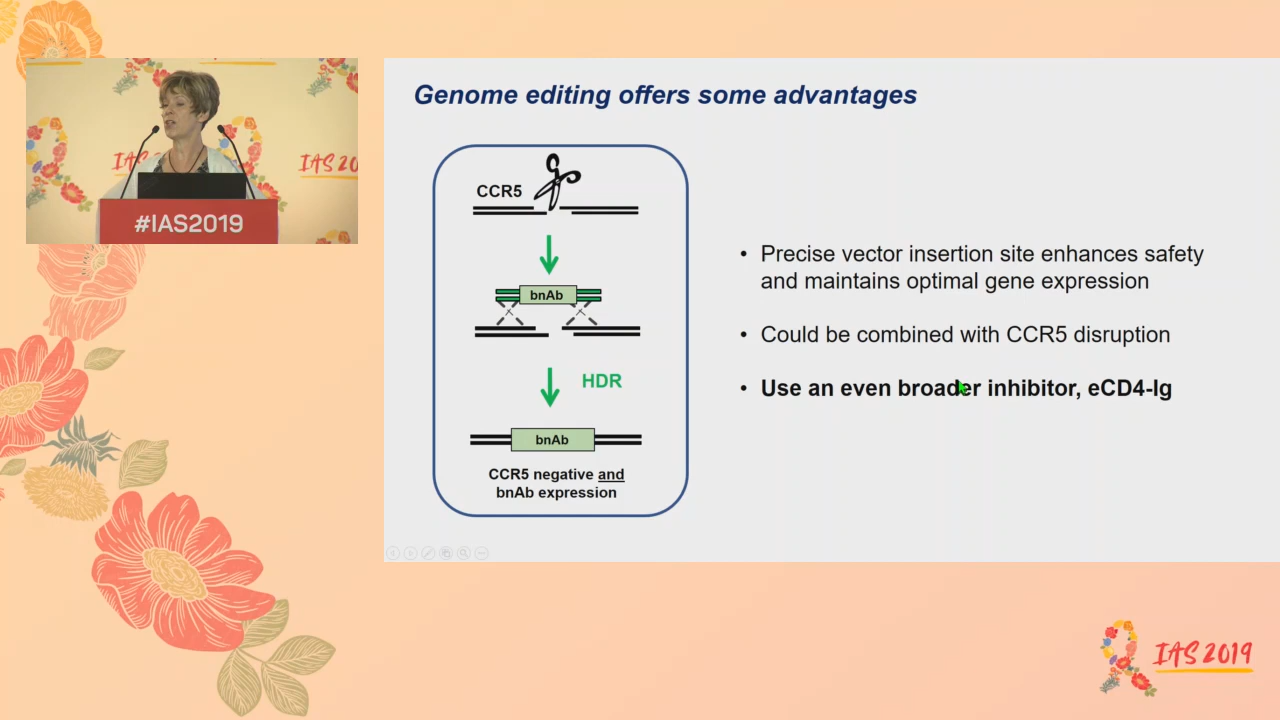 IAS 20
#IAS2019
Genome editing offers some advantages
CCR5
bnAb
HDR
bnAb
CCR5 negative and
bnAb expression
• Precise vector insertion site enhances safety
and maintains optimal gene expression
• Could be combined with CCR5 disruption
• Use an even broader inhibitor, eCD4-Ig
IAS 2019